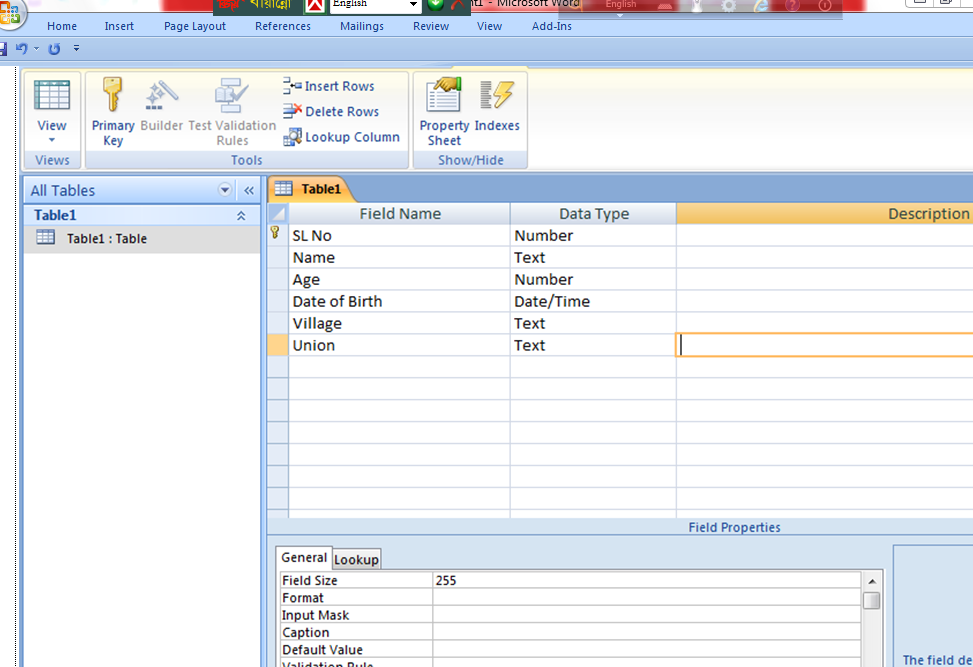 English
nt1 - Microsoft Word
English
Home Insert Page Layout References Mailings Review View Add-Ins
View
Primary Key
Builder
Test Validation Rules
Insert Rows
Delete Rows
Lookup Column
Property Sheet
Indexes
Views
Tools
Show/Hide
All Tables
Table1
Table1 : Table
Table1
Field Name Data Type Description
SL No Number
Name Text
Age Number
Date of Birth Date/Time
Village Text
Union Text
Field Properties
General Lookup
Field Size 255
Format
Input Mask
Caption
Default Value
Validation Rule
The field de